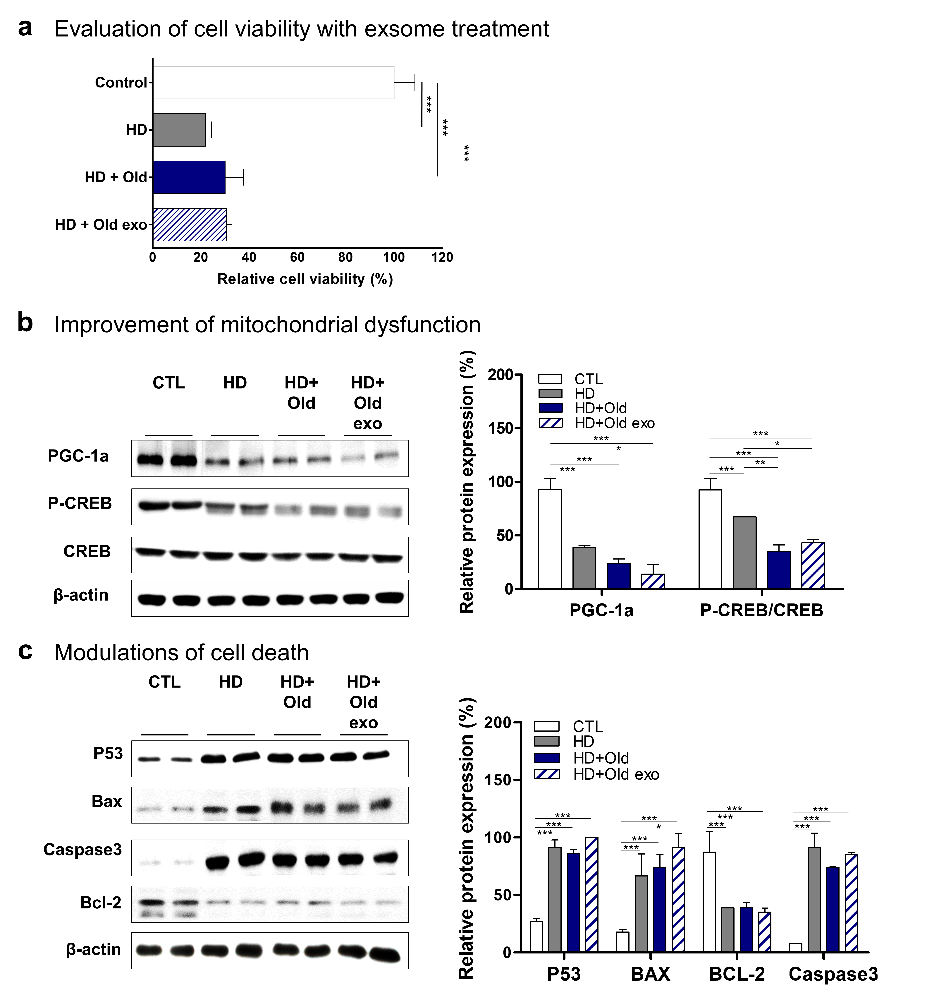 a Evaluation of cell viability with exsome treatment
Control
HD
HD + Old
HD + Old exo
***
***
***
0 20 40 60 80 100 120
Relative cell viability (%)
b Improvement of mitochondrial dysfunction
CTL HD HD+ Old HD+ Old exo
PGC-1a
P-CREB
CREB
β-actin
Relative protein expression (%)
200
150
100
50
0
CTL
HD
HD+Old
HD+Old exo
*** ***
*** *
* ***
*** **
*** ***
PGC-1a P-CREB/CREB
c Modulations of cell death
CTL HD HD+ Old HD+ Old exo
P53
Bax
Caspase3
Bcl-2
β-actin
Relative protein expression (%)
200
150
100
50
0
CTL
HD
HD+Old
HD+Old exo
*** *** *** ***
*** * *** ***
*** *** *** ***
***
P53 BAX BCL-2 Caspase3